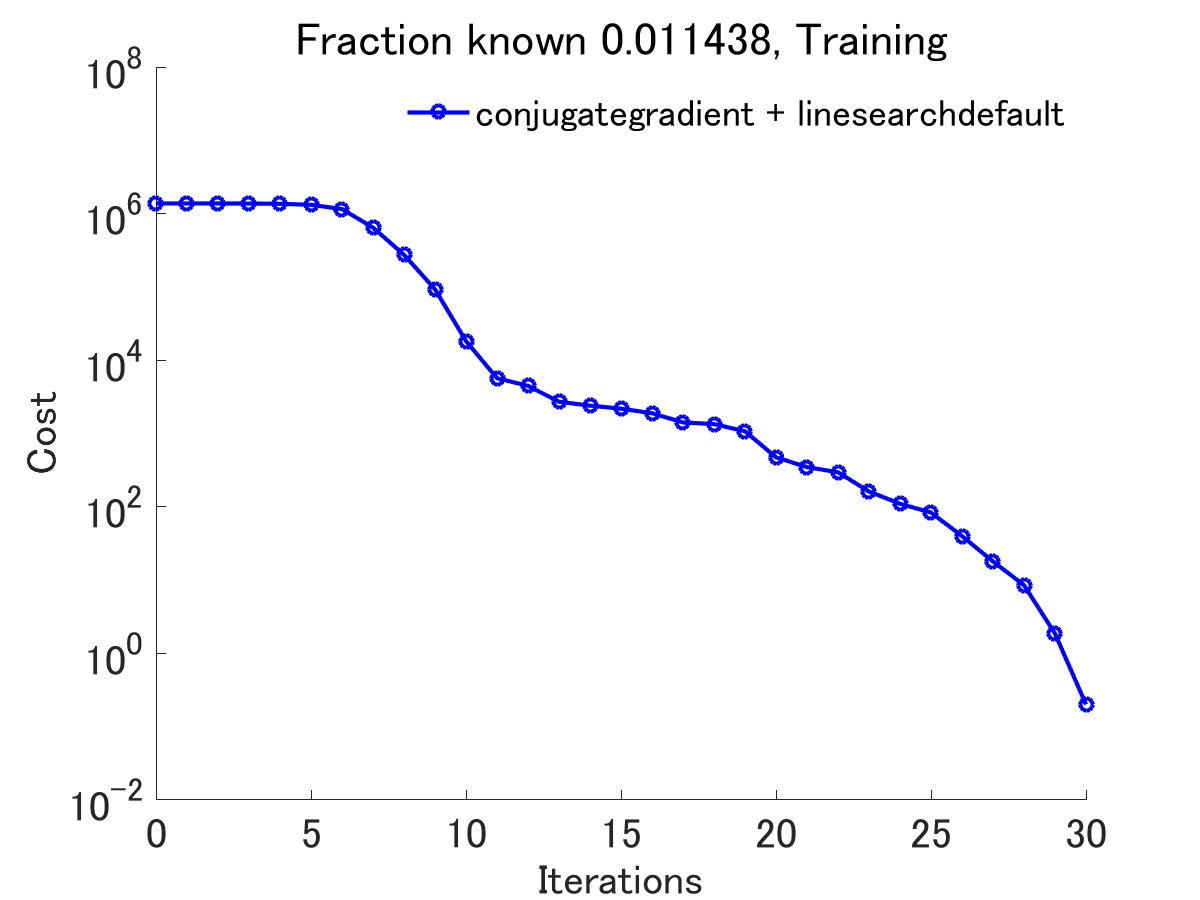 Fraction known 0.011438, Training
10^8
conjugategradient + linesearchdefault
10^6
10^4
Cost
10^2
10^0
10^-2
0 5 10 15 20 25 30
Iterations